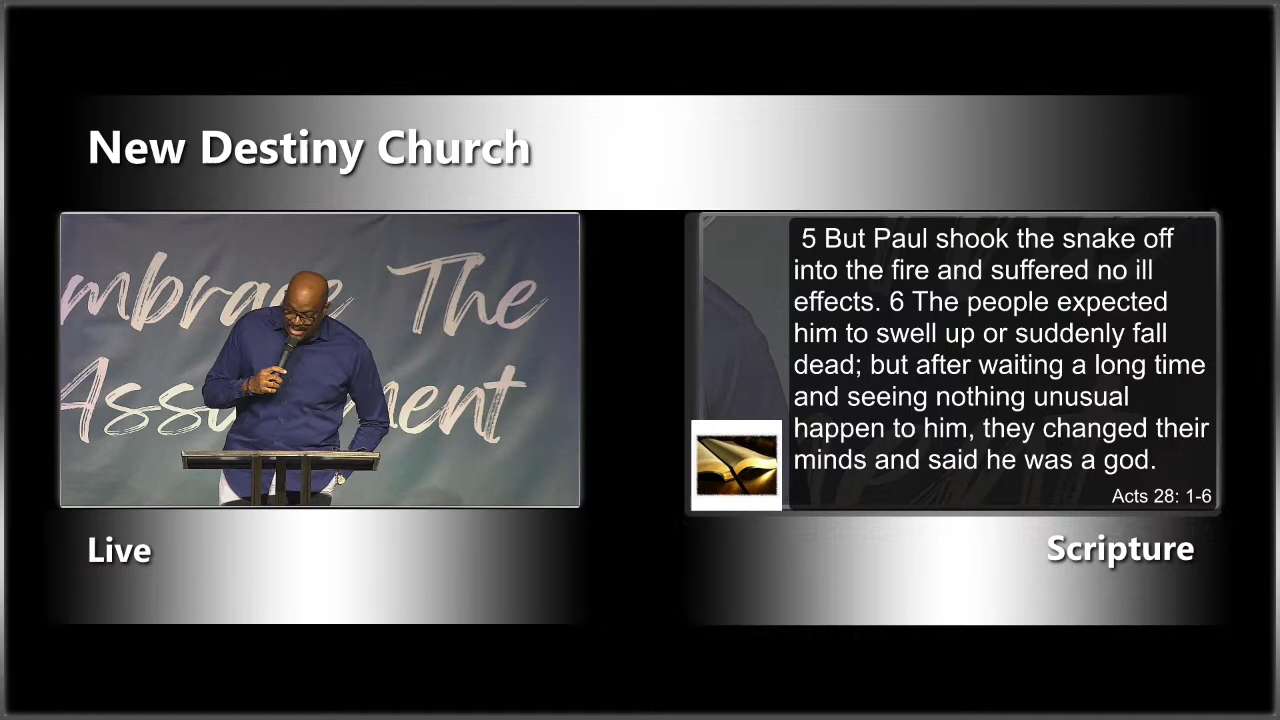 New Destiny Church
mbrace The
Assi ment
5 But Paul shook the snake off
into the fire and suffered no ill
effects. 6 The people expected
him to swell up or suddenly fall
dead; but after waiting a long time
and seeing nothing unusual
happen to him, they changed their
minds and said he was a god.
Acts 28: 1-6
Live
Scripture